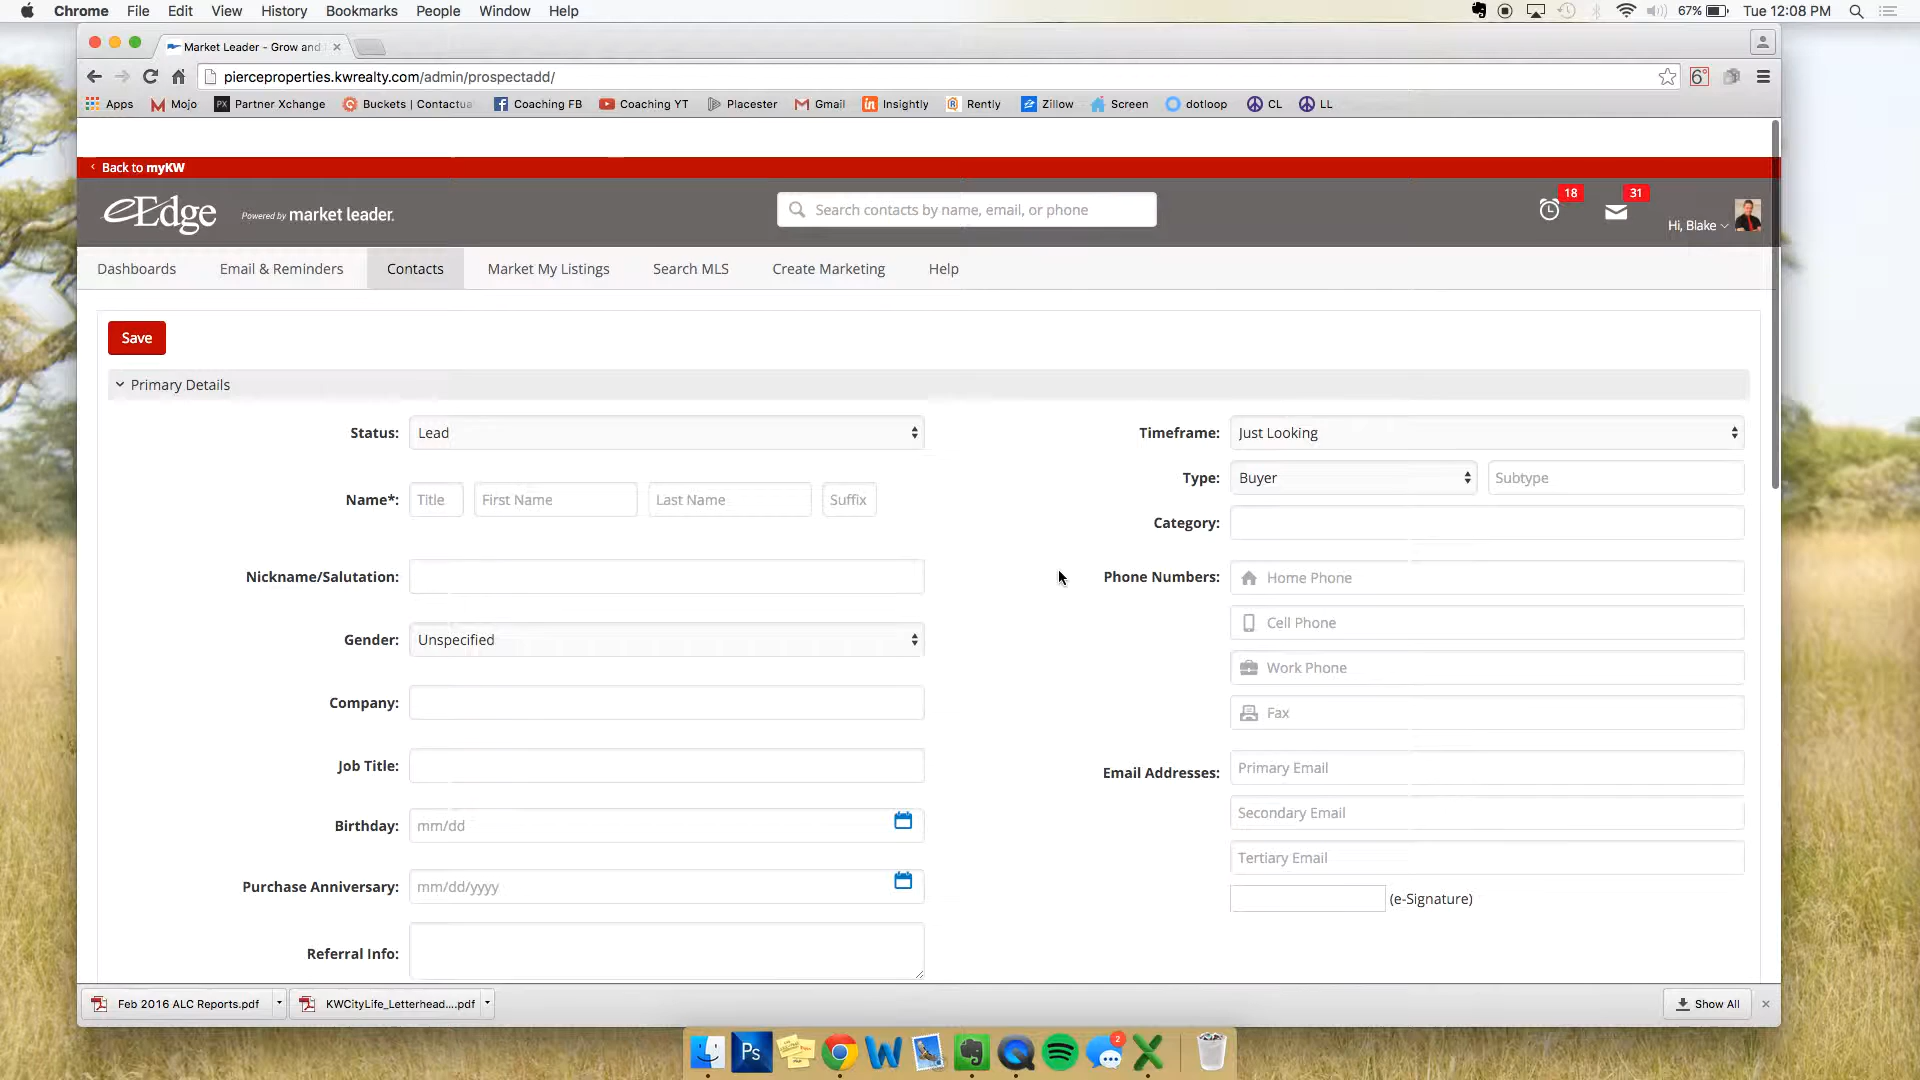 Chrome File Edit View History Bookmarks People Window Help 67% Tue 12:08 PM
Market Leader - Grow and
pierceproperties.kwrealty.com/admin/prospectadd/ 6°
Apps Mojo PX Partner Xchange Buckets | Contactua Coaching FB Coaching YT Placester Gmail in Insightly Rently Zillow Screen dotloop CL LL
Back to myKW
eEdge Powered by market leader. Search contacts by name, email, or phone 18 31 Hi, Blake
Dashboards Email & Reminders Contacts Market My Listings Search MLS Create Marketing Help
Save
Primary Details
Status: Lead Timeframe: Just Looking
Type: Buyer Subtype
Name*: Title First Name Last Name Suffix
Category:
Nickname/Salutation: Phone Numbers: Home Phone
Cell Phone
Gender: Unspecified
Work Phone
Company: Fax
Job Title: Email Addresses: Primary Email
Birthday: mm/dd Secondary Email
Tertiary Email
Purchase Anniversary: mm/dd/yyyy (e-Signature)
Referral Info:
Feb 2016 ALC Reports.pdf KWCityLife_Letterhead....pdf Show All
Ps W 2 X